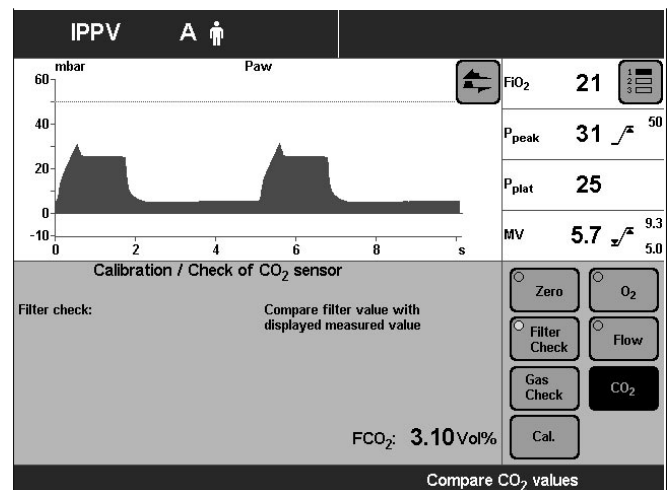 IPPV A
mbar Paw
60
40
20
0
-10
0 2 4 6 8 s
FiO2 21 1 2 3
Ppeak 31 50
Pplat 25
MV 5.7 9.3
5.0
Calibration / Check of CO2 sensor
Filter check:
Compare filter value with
displayed measured value
FCO2: 3.10 Vol%
Zero O2
Filter
Check
Flow
Gas
Check
CO2
Cal.
Compare CO2 values